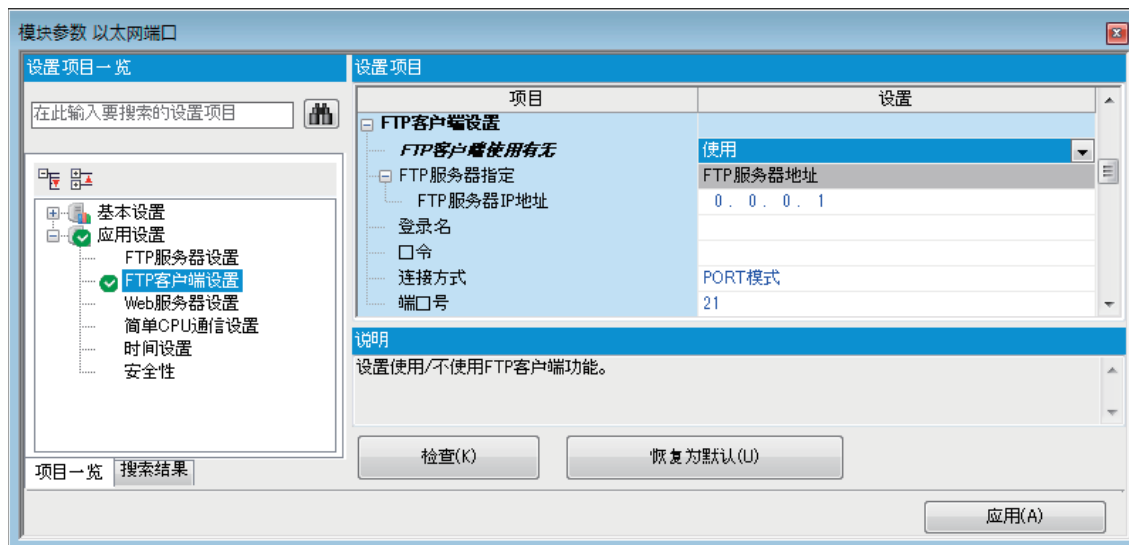 模块参数 以太网端口
设置项目一览
在此输入要搜索的设置项目
基本设置
应用设置
FTP服务器设置
FTP客户端设置
Web服务器设置
简单CPU通信设置
时间设置
安全性
项目一览 搜索结果
设置项目
项目 设置
FTP客户端设置
FTP客户端使用有无 使用
FTP服务器指定 FTP服务器地址
FTP服务器IP地址 0 . 0 . 0 . 1
登录名
口令
连接方式 PORT模式
端口号 21
说明
设置使用/不使用FTP客户端功能。
检查(K) 恢复为默认(U)
应用(A)